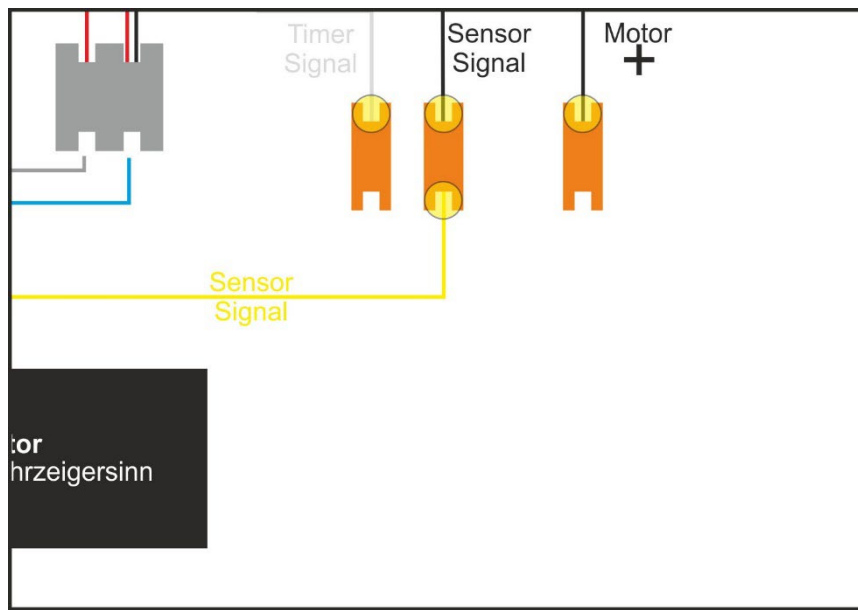 Timer
Signal
Sensor
Signal
Motor
+
Sensor
Signal
tor
hrzeigersinn